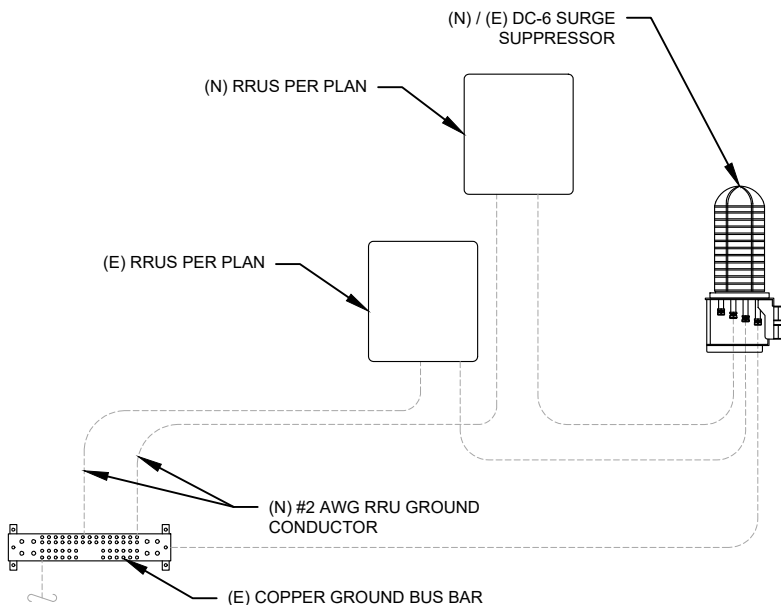 (N) / (E) DC-6 SURGE
SUPPRESSOR
(N) RRUS PER PLAN
(E) RRUS PER PLAN
(N) #2 AWG RRU GROUND
CONDUCTOR
(E) COPPER GROUND BUS BAR